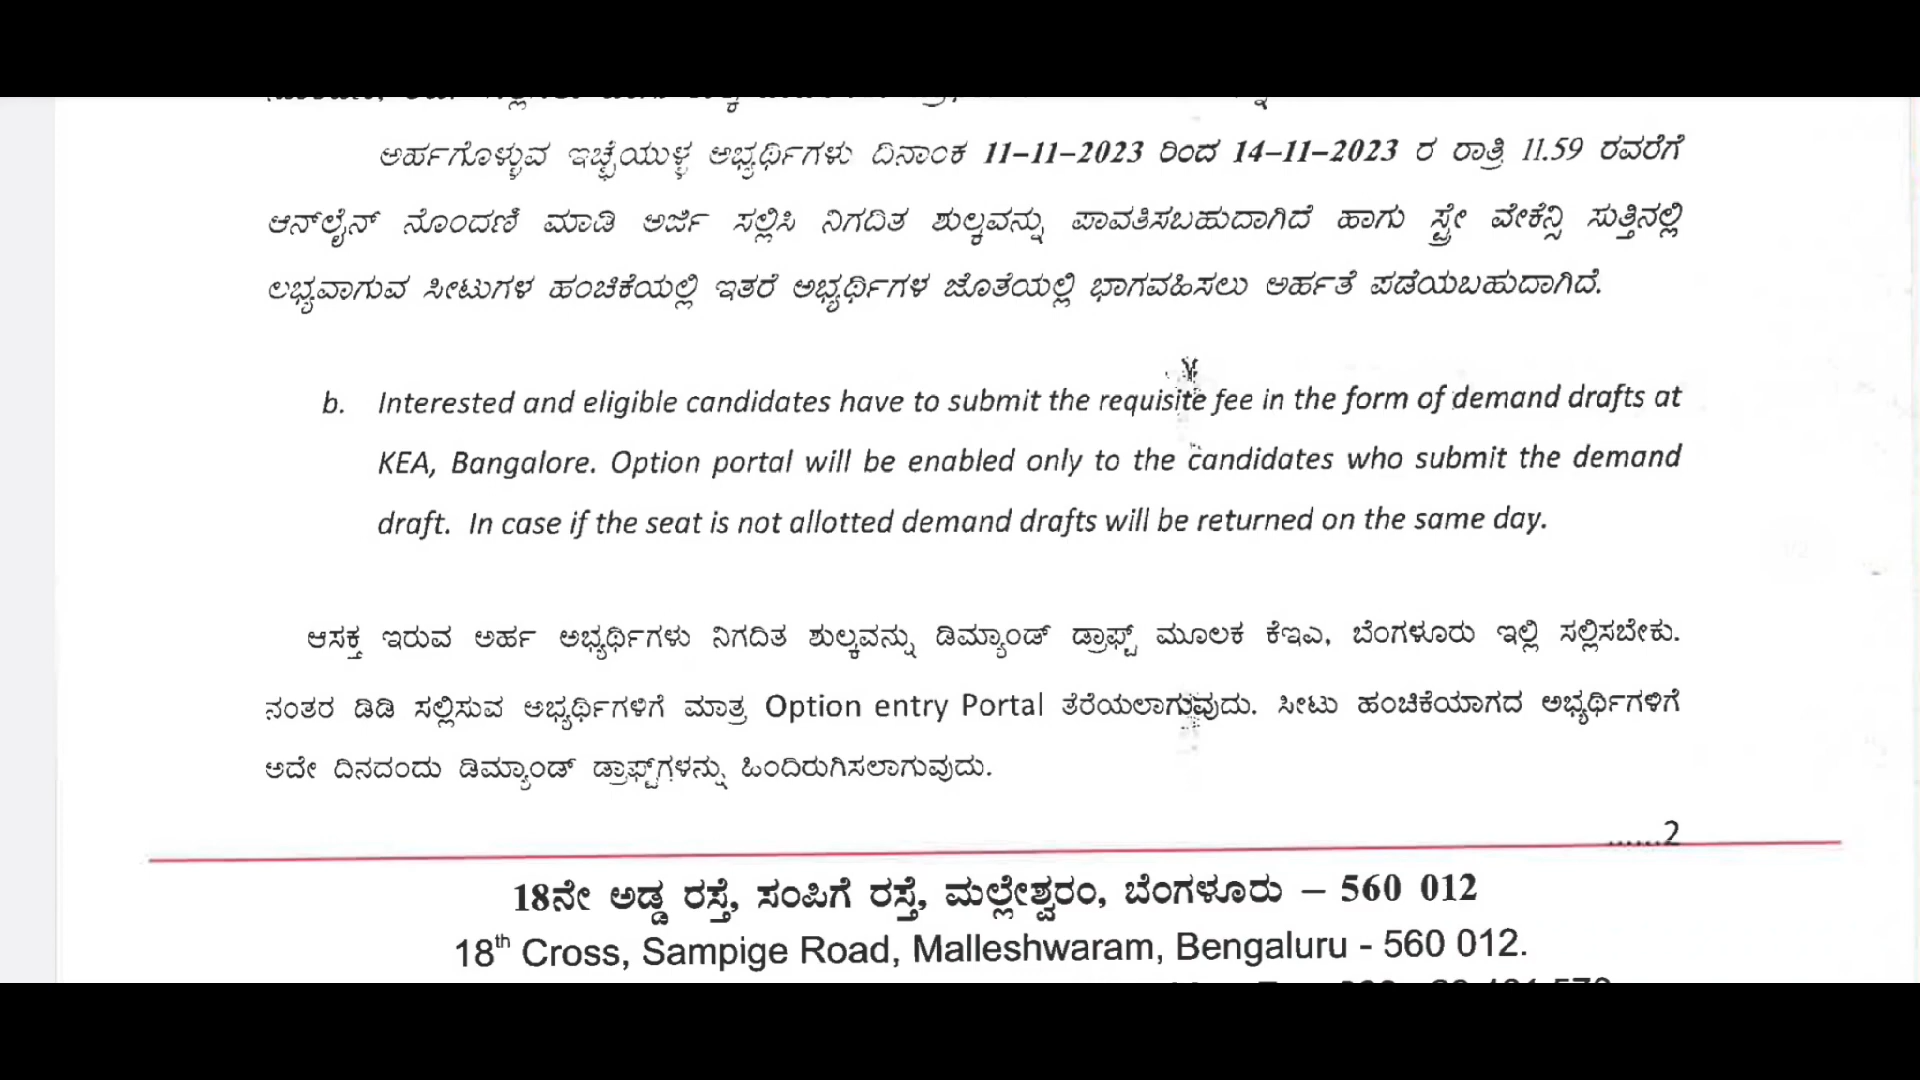 ಅರ್ಹಗೊಳ್ಳುವ ಇಚ್ಛೆಯುಳ್ಳ ಅಭ್ಯರ್ಥಿಗಳು ದಿನಾಂಕ 11-11-2023 ರಿಂದ 14-11-2023 ರ ರಾತ್ರಿ 11.59 ರವರೆಗೆ
ಆನ್‌ಲೈನ್ ನೊಂದಣಿ ಮಾಡಿ ಅರ್ಜಿ ಸಲ್ಲಿಸಿ ನಿಗದಿತ ಶುಲ್ಕವನ್ನು ಪಾವತಿಸಬಹುದಾಗಿದೆ ಹಾಗು ಸ್ಟ್ರೇ ವೇಕೆನ್ಸಿ ಸುತ್ತಿನಲ್ಲಿ
ಲಭ್ಯವಾಗುವ ಸೀಟುಗಳ ಹಂಚಿಕೆಯಲ್ಲಿ ಇತರೆ ಅಭ್ಯರ್ಥಿಗಳ ಜೊತೆಯಲ್ಲಿ ಭಾಗವಹಿಸಲು ಅರ್ಹತೆ ಪಡೆಯಬಹುದಾಗಿದೆ.
b. Interested and eligible candidates have to submit the requisite fee in the form of demand drafts at
KEA, Bangalore. Option portal will be enabled only to the candidates who submit the demand
draft. In case if the seat is not allotted demand drafts will be returned on the same day.
ಆಸಕ್ತ ಇರುವ ಅರ್ಹ ಅಭ್ಯರ್ಥಿಗಳು ನಿಗದಿತ ಶುಲ್ಕವನ್ನು ಡಿಮ್ಯಾಂಡ್ ಡ್ರಾಫ್ಟ್ ಮೂಲಕ ಕೆಇಎ, ಬೆಂಗಳೂರು ಇಲ್ಲಿ ಸಲ್ಲಿಸಬೇಕು.
ನಂತರ ಡಿಡಿ ಸಲ್ಲಿಸುವ ಅಭ್ಯರ್ಥಿಗಳಿಗೆ ಮಾತ್ರ Option entry Portal ತೆರೆಯಲಾಗುವುದು. ಸೀಟು ಹಂಚಿಕೆಯಾಗದ ಅಭ್ಯರ್ಥಿಗಳಿಗೆ
ಅದೇ ದಿನದಂದು ಡಿಮ್ಯಾಂಡ್ ಡ್ರಾಫ್ಟ್‌ಗಳನ್ನು ಹಿಂದಿರುಗಿಸಲಾಗುವುದು.
......2
18ನೇ ಅಡ್ಡ ರಸ್ತೆ, ಸಂಪಿಗೆ ರಸ್ತೆ, ಮಲ್ಲೇಶ್ವರಂ, ಬೆಂಗಳೂರು – 560 012
18th Cross, Sampige Road, Malleshwaram, Bengaluru - 560 012.